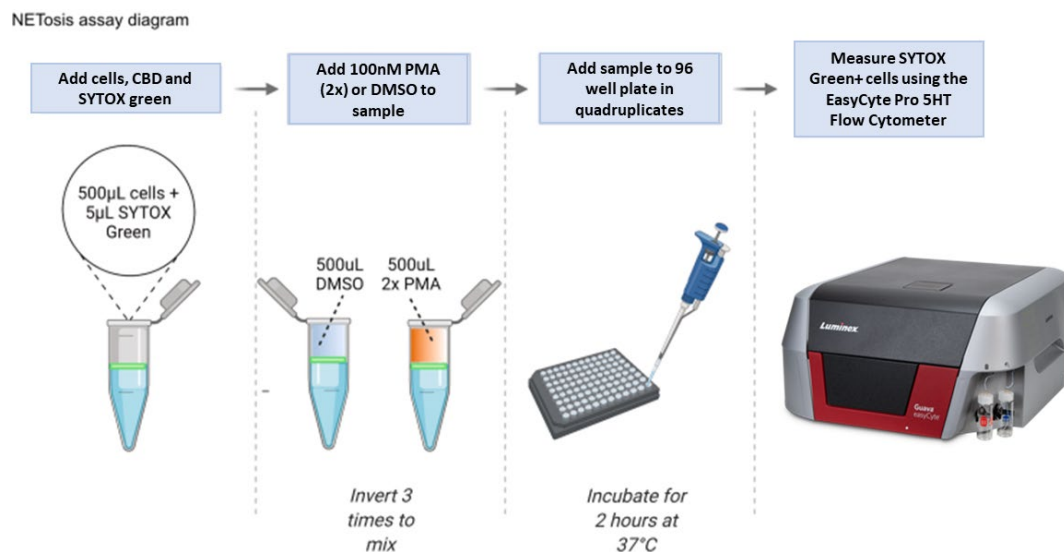 NETosis assay diagram
Add cells, CBD and
SYTOX green
Add 100nM PMA
(2x) or DMSO to
sample
Add sample to 96
well plate in
quadruplicates
Measure SYTOX
Green+ cells using the
EasyCyte Pro 5HT
Flow Cytometer
500µL cells +
5µL SYTOX
Green
500uL
DMSO
500uL
2x PMA
Luminex
Guava
easyCyte
Invert 3
times to
mix
Incubate for
2 hours at
37°C